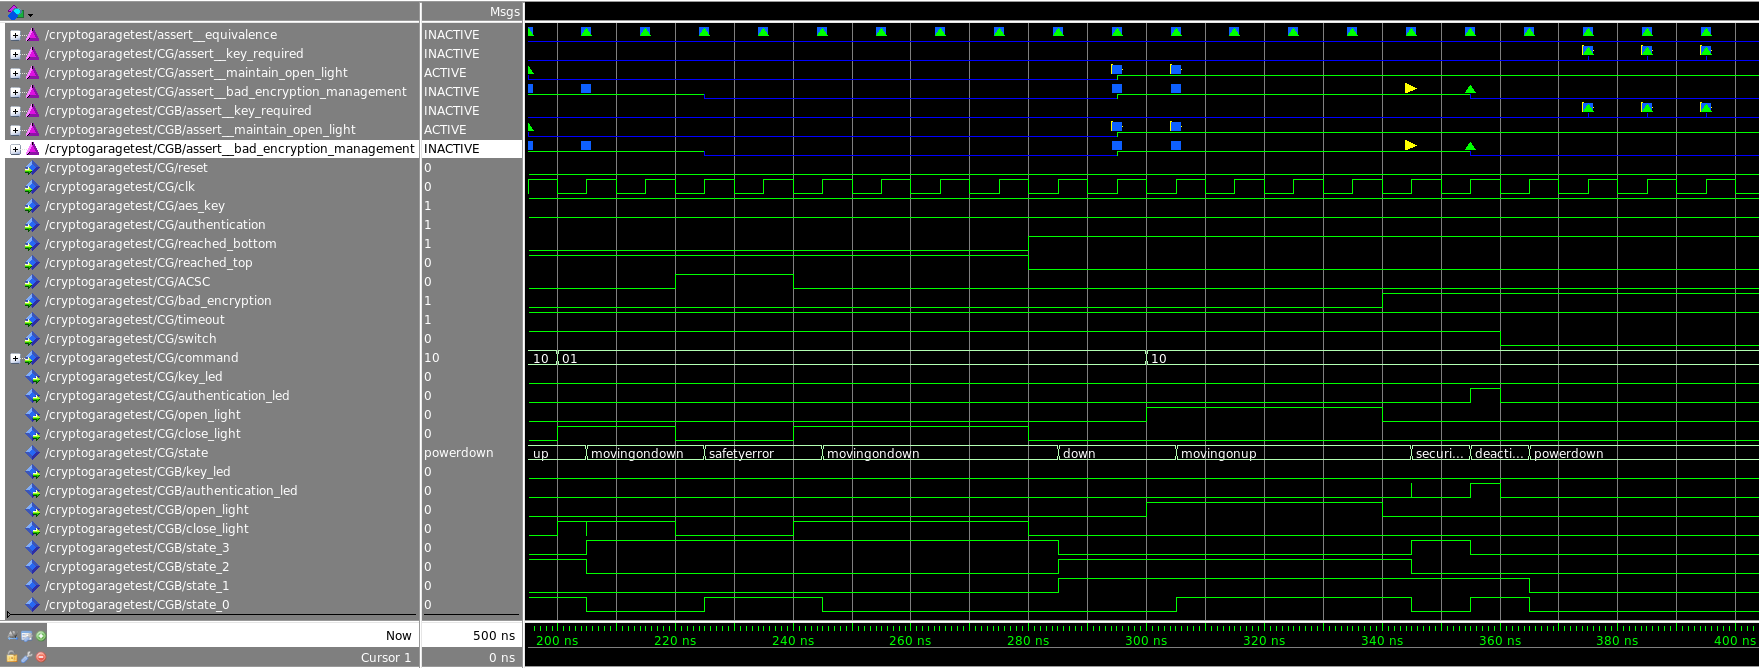 Msgs
/cryptogaragetest/assert__equivalence INACTIVE
/cryptogaragetest/CG/assert__key_required INACTIVE
/cryptogaragetest/CG/assert__maintain_open_light ACTIVE
/cryptogaragetest/CG/assert__bad_encryption_management INACTIVE
/cryptogaragetest/CGB/assert__key_required INACTIVE
/cryptogaragetest/CGB/assert__maintain_open_light ACTIVE
/cryptogaragetest/CGB/assert__bad_encryption_management INACTIVE
/cryptogaragetest/CG/reset 0
/cryptogaragetest/CG/clk 0
/cryptogaragetest/CG/aes_key 1
/cryptogaragetest/CG/authentication 1
/cryptogaragetest/CG/reached_bottom 1
/cryptogaragetest/CG/reached_top 0
/cryptogaragetest/CG/ACSC 0
/cryptogaragetest/CG/bad_encryption 1
/cryptogaragetest/CG/timeout 1
/cryptogaragetest/CG/switch 0
/cryptogaragetest/CG/command 10 10 01 10
/cryptogaragetest/CG/key_led 0
/cryptogaragetest/CG/authentication_led 0
/cryptogaragetest/CG/open_light 0
/cryptogaragetest/CG/close_light 0
/cryptogaragetest/CG/state powerdown up movingondown safetyerror movingondown down movingonup securi... deacti... powerdown
/cryptogaragetest/CGB/key_led 0
/cryptogaragetest/CGB/authentication_led 0
/cryptogaragetest/CGB/open_light 0
/cryptogaragetest/CGB/close_light 0
/cryptogaragetest/CGB/state_3 0
/cryptogaragetest/CGB/state_2 0
/cryptogaragetest/CGB/state_1 0
/cryptogaragetest/CGB/state_0 0
Now 500 ns 200 ns 220 ns 240 ns 260 ns 280 ns 300 ns 320 ns 340 ns 360 ns 380 ns 400 ns
Cursor 1 0 ns